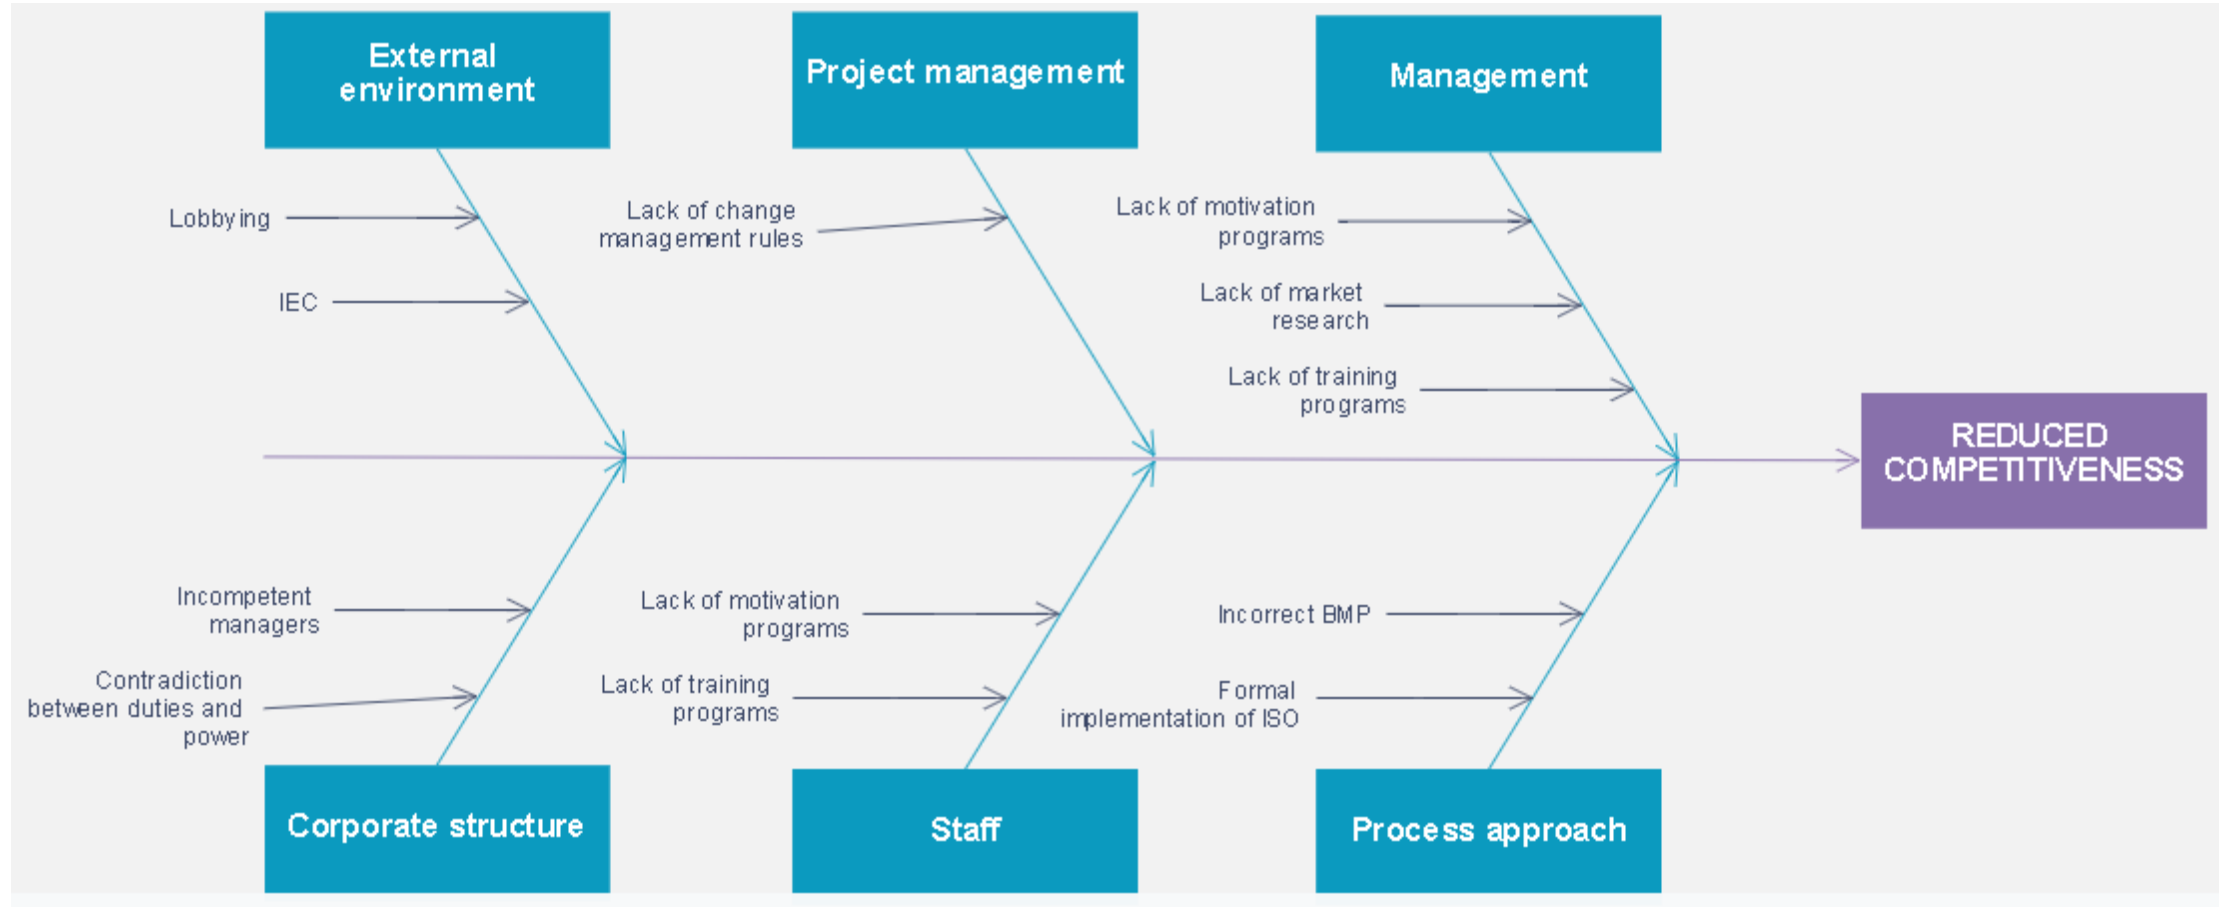 External
environment
Project management
Management
Lobbying
IEC
Lack of change
management rules
Lack of motivation
programs
Lack of market
research
Lack of training
programs
REDUCED
COMPETITIVENESS
Incompetent
managers
Contradiction
between duties and
power
Lack of motivation
programs
Lack of training
programs
Incorrect BMP
Formal
implementation of ISO
Corporate structure
Staff
Process approach